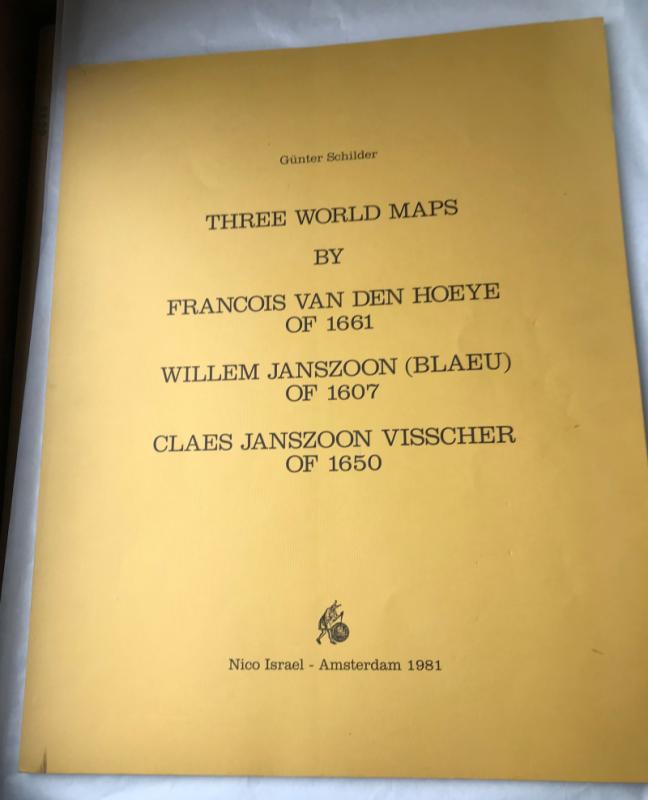 Günter Schilder
THREE WORLD MAPS
BY
FRANCOIS VAN DEN HOEYE
OF 1661
WILLEM JANSZOON (BLAEU)
OF 1607
CLAES JANSZOON VISSCHER
OF 1650
Nico Israel - Amsterdam 1981